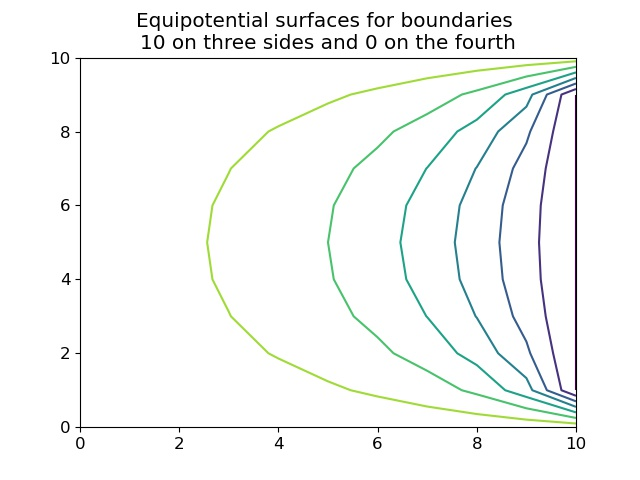 Equipotential surfaces for boundaries
10 on three sides and 0 on the fourth
10
8
6
4
2
0
0 2 4 6 8 10